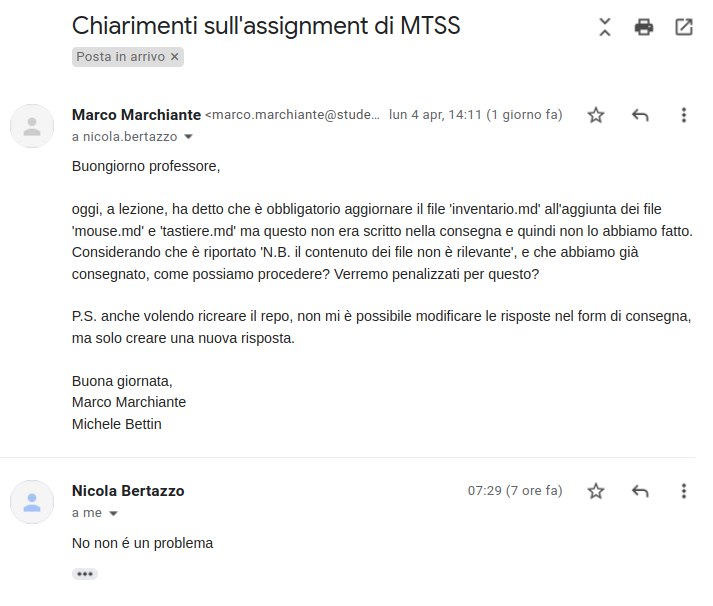 Chiarimenti sull'assignment di MTSS
Posta in arrivo ×
Marco Marchiante <marco.marchiante@stude... lun 4 apr, 14:11 (1 giorno fa)
a nicola.bertazzo
Buongiorno professore,
oggi, a lezione, ha detto che è obbligatorio aggiornare il file 'inventario.md' all'aggiunta dei file
'mouse.md' e 'tastiere.md' ma questo non era scritto nella consegna e quindi non lo abbiamo fatto.
Considerando che è riportato 'N.B. il contenuto dei file non è rilevante', e che abbiamo già
consegnato, come possiamo procedere? Verremo penalizzati per questo?
P.S. anche volendo ricreare il repo, non mi è possibile modificare le risposte nel form di consegna,
ma solo creare una nuova risposta.
Buona giornata,
Marco Marchiante
Michele Bettin
Nicola Bertazzo 07:29 (7 ore fa)
a me
No non é un problema